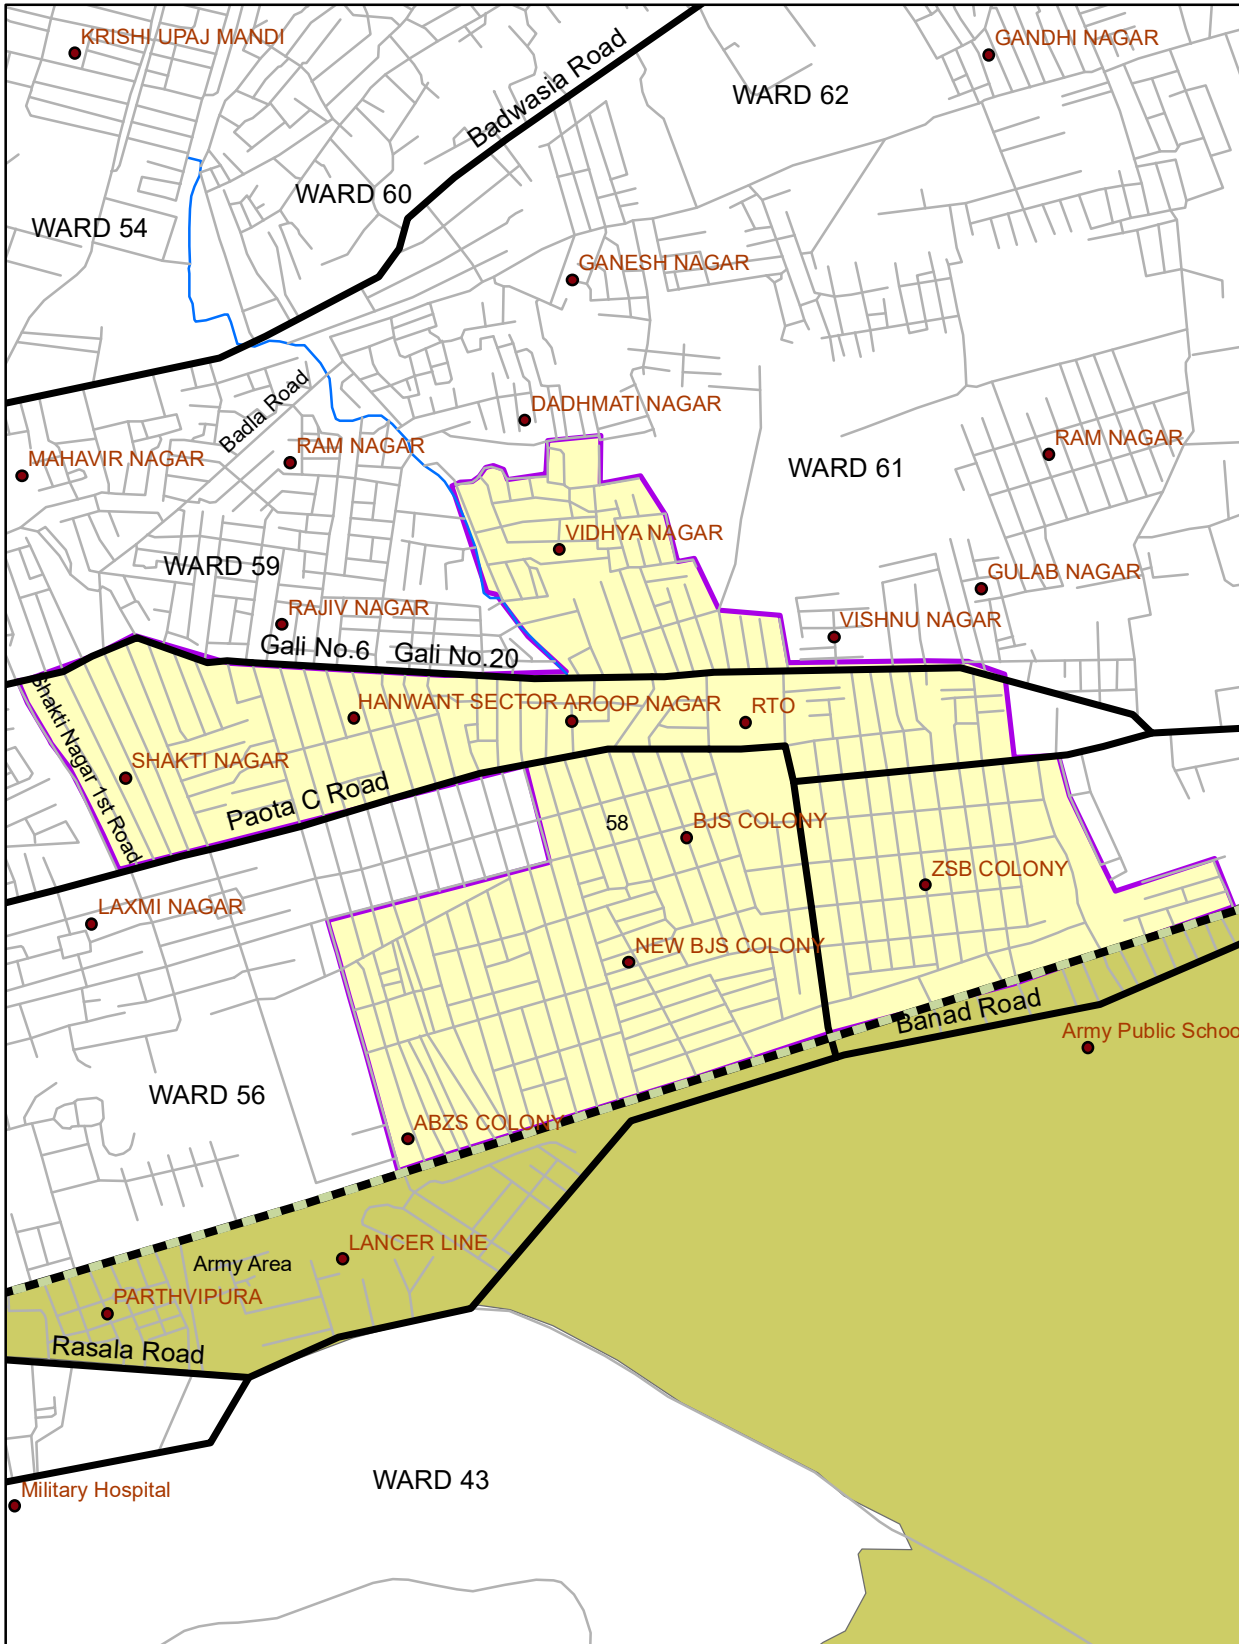 KRISHI UPAJ MANDI
GANDHI NAGAR
Badwasia Road
WARD 62
WARD 60
WARD 54
GANESH NAGAR
Badla Road
DADHMATI NAGAR
RAM NAGAR
RAM NAGAR
MAHAVIR NAGAR
WARD 61
VIDHYA NAGAR
WARD 59
GULAB NAGAR
RAJIV NAGAR
VISHNU NAGAR
Gali No.6
Gali No.20
Shakti Nagar 1st Road
HANWANT SECTOR
AROOP NAGAR
RTO
SHAKTI NAGAR
Paota C Road
58
BJS COLONY
ZSB COLONY
LAXMI NAGAR
NEW BJS COLONY
Banad Road
Army Public Schoo
WARD 56
ABZS COLONY
LANCER LINE
Army Area
PARTHVIPURA
Rasala Road
WARD 43
Military Hospital